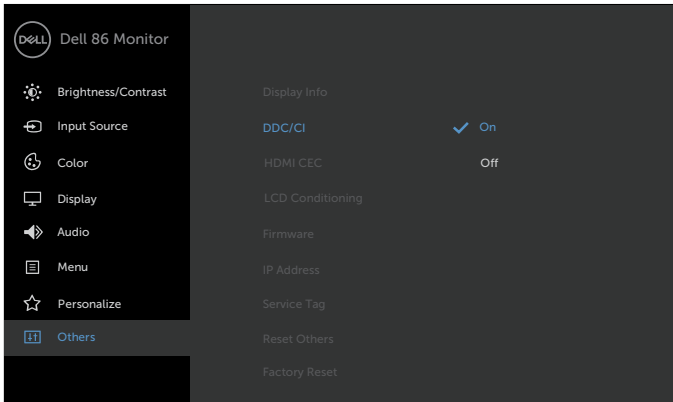 DELL Dell 86 Monitor
Brightness/Contrast
Input Source
Color
Display
Audio
Menu
Personalize
Others
Display Info
DDC/CI On
HDMI CEC Off
LCD Conditioning
Firmware
IP Address
Service Tag
Reset Others
Factory Reset